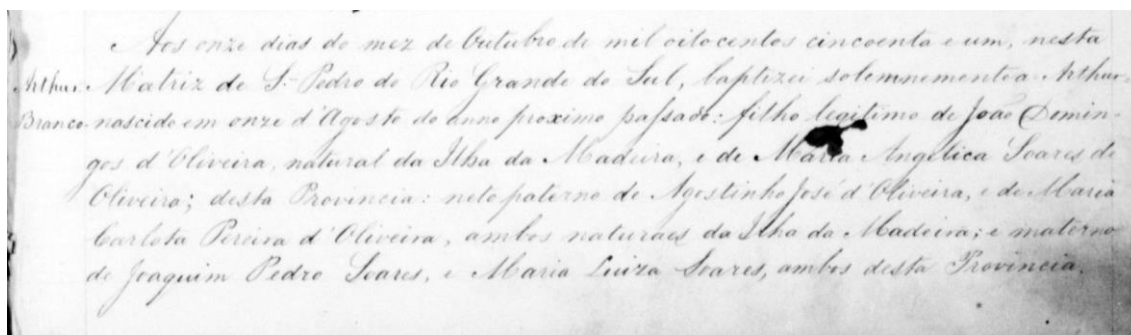 Aos onze dias do mez de Outubro de mil oitocentos cincoenta e um, nesta
Arthur. Matriz de S. Pedro do Rio Grande do Sul, baptizei solemnemente a Arthur,
Branco nascido em onze d'Agosto do anno proximo passado: filho legitimo de João Domin-
gos d'Oliveira, natural da Ilha da Madeira, e de Maria Angelica Soares de
Oliveira; desta Provincia: neto paterno de Agostinho José d'Oliveira, e de Maria
Carlota Pereira d'Oliveira, ambos naturaes da Ilha da Madeira; e materno
de Joaquim Pedro Soares, e Maria Luiza Soares, ambos desta Provincia.